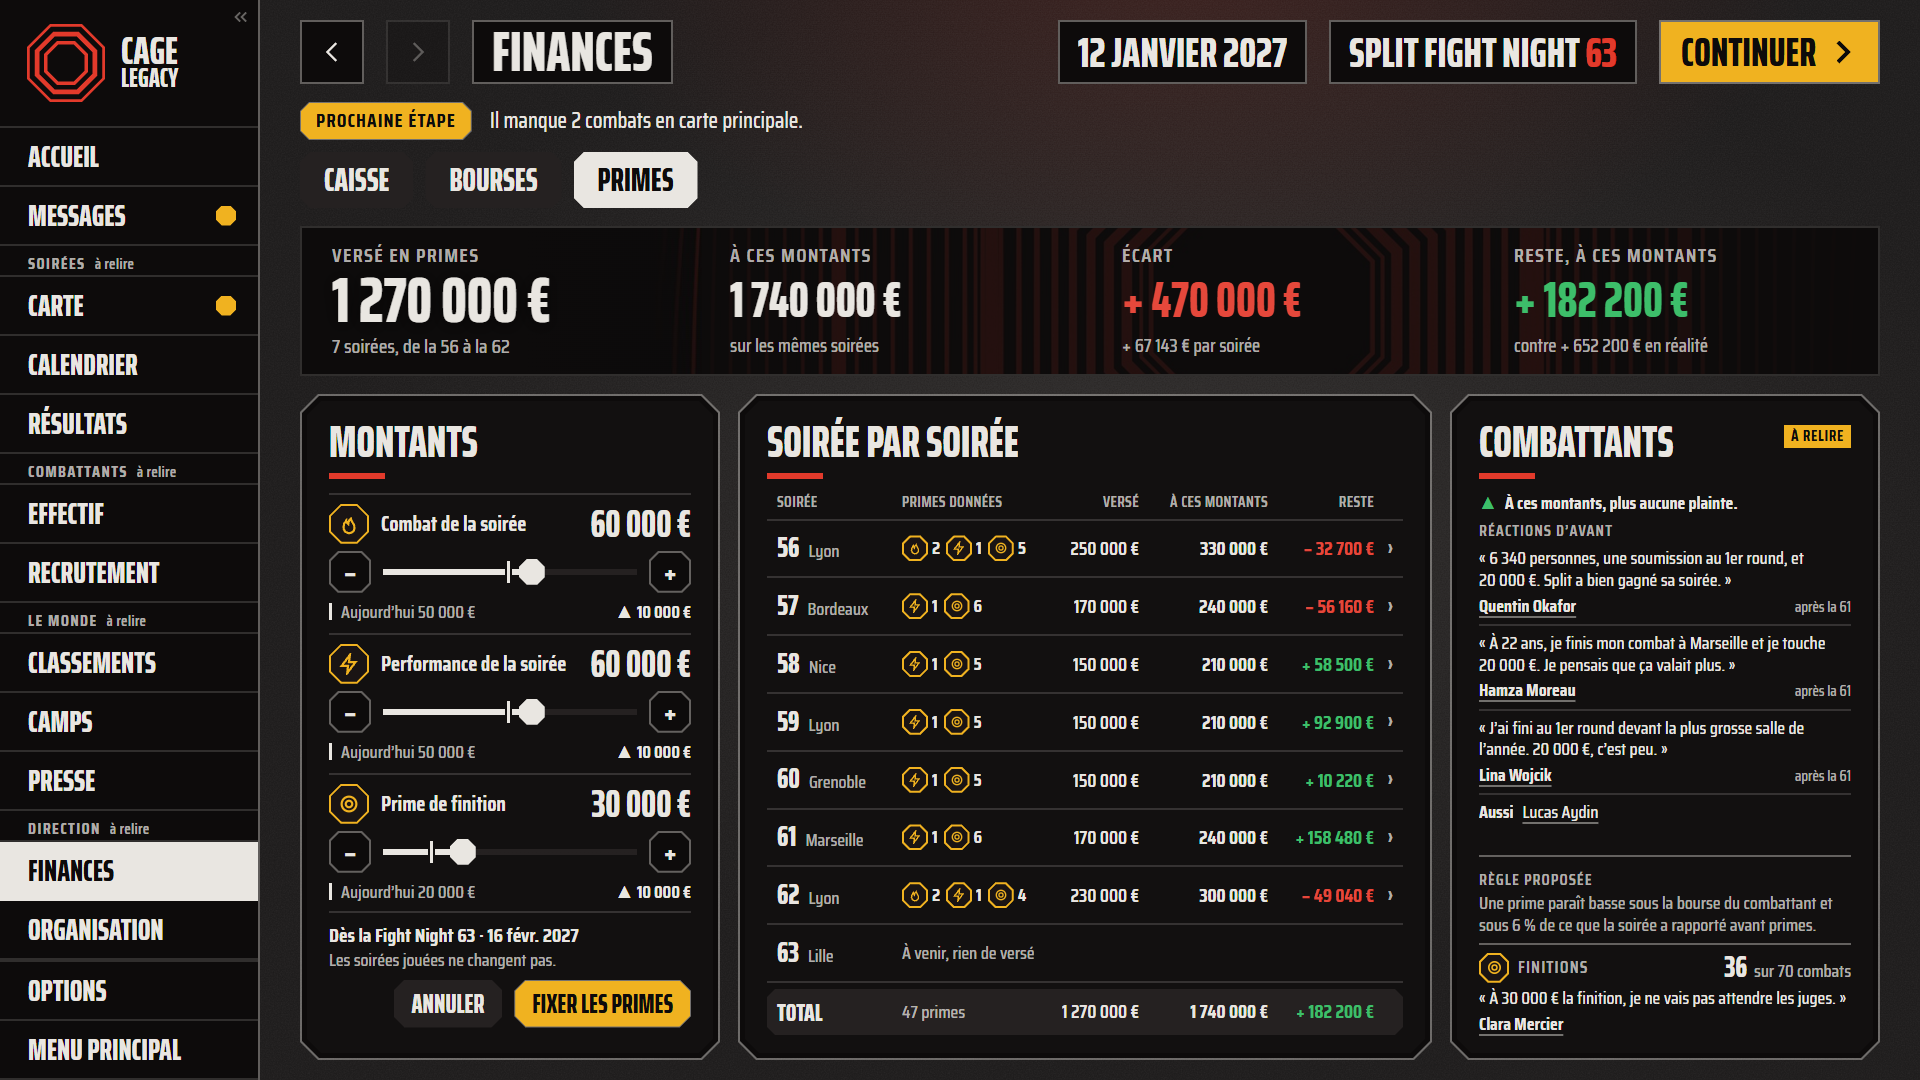 CAGE
LEGACY
«
FINANCES
12 JANVIER 2027
SPLIT FIGHT NIGHT 63
CONTINUER
PROCHAINE ÉTAPE
Il manque 2 combats en carte principale.
CAISSE
BOURSES
PRIMES
ACCUEIL
MESSAGES
SOIRÉES à relire
CARTE
CALENDRIER
RÉSULTATS
COMBATTANTS à relire
EFFECTIF
RECRUTEMENT
LE MONDE à relire
CLASSEMENTS
CAMPS
PRESSE
DIRECTION à relire
FINANCES
ORGANISATION
OPTIONS
MENU PRINCIPAL
VERSÉ EN PRIMES
1 270 000 €
7 soirées, de la 56 à la 62
À CES MONTANTS
1 740 000 €
sur les mêmes soirées
ÉCART
+ 470 000 €
+ 67 143 € par soirée
RESTE, À CES MONTANTS
+ 182 200 €
contre + 652 200 € en réalité
MONTANTS
Combat de la soirée 60 000 €
− +
Aujourd'hui 50 000 € ▲ 10 000 €
Performance de la soirée 60 000 €
− +
Aujourd'hui 50 000 € ▲ 10 000 €
Prime de finition 30 000 €
− +
Aujourd'hui 20 000 € ▲ 10 000 €
Dès la Fight Night 63 · 16 févr. 2027
Les soirées jouées ne changent pas.
ANNULER
FIXER LES PRIMES
SOIRÉE PAR SOIRÉE
SOIRÉE PRIMES DONNÉES VERSÉ À CES MONTANTS RESTE
56 Lyon 2 1 5 250 000 € 330 000 € − 32 700 € ›
57 Bordeaux 1 6 170 000 € 240 000 € − 56 160 € ›
58 Nice 1 5 150 000 € 210 000 € + 58 500 € ›
59 Lyon 1 5 150 000 € 210 000 € + 92 900 € ›
60 Grenoble 1 5 150 000 € 210 000 € + 10 220 € ›
61 Marseille 1 6 170 000 € 240 000 € + 158 480 € ›
62 Lyon 2 1 4 230 000 € 300 000 € − 49 040 € ›
63 Lille À venir, rien de versé
TOTAL 47 primes 1 270 000 € 1 740 000 € + 182 200 €
COMBATTANTS
À RELIRE
▲ À ces montants, plus aucune plainte.
RÉACTIONS D'AVANT
« 6 340 personnes, une soumission au 1er round, et
20 000 €. Split a bien gagné sa soirée. »
Quentin Okafor après la 61
« À 22 ans, je finis mon combat à Marseille et je touche
20 000 €. Je pensais que ça valait plus. »
Hamza Moreau après la 61
« J'ai fini au 1er round devant la plus grosse salle de
l'année. 20 000 €, c'est peu. »
Lina Wojcik après la 61
Aussi Lucas Aydin
RÈGLE PROPOSÉE
Une prime paraît basse sous la bourse du combattant et
sous 6 % de ce que la soirée a rapporté avant primes.
FINITIONS 36 sur 70 combats
« À 30 000 € la finition, je ne vais pas attendre les juges. »
Clara Mercier